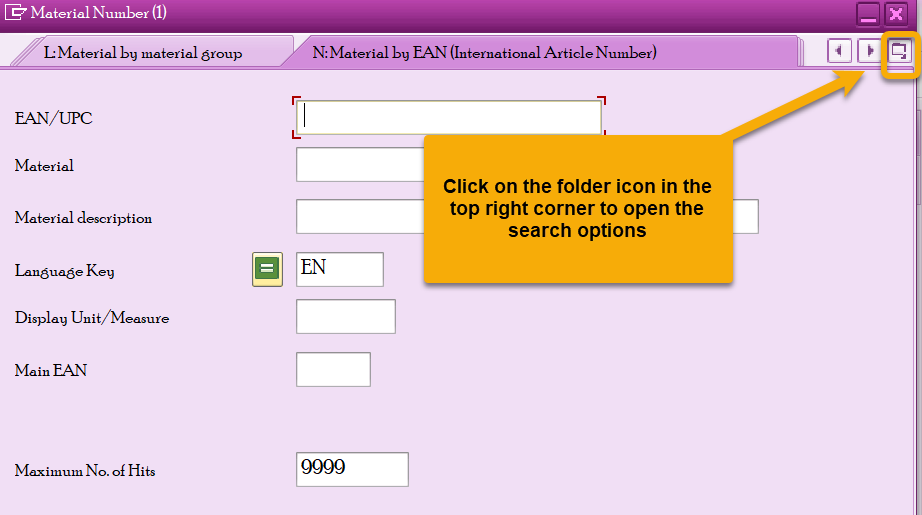 Material Number (1)
L: Material by material group
N: Material by EAN (International Article Number)
EAN/UPC
Material
Click on the folder icon in the
top right corner to open the
search options
Material description
Language Key
EN
Display Unit/Measure
Main EAN
Maximum No. of Hits
9999